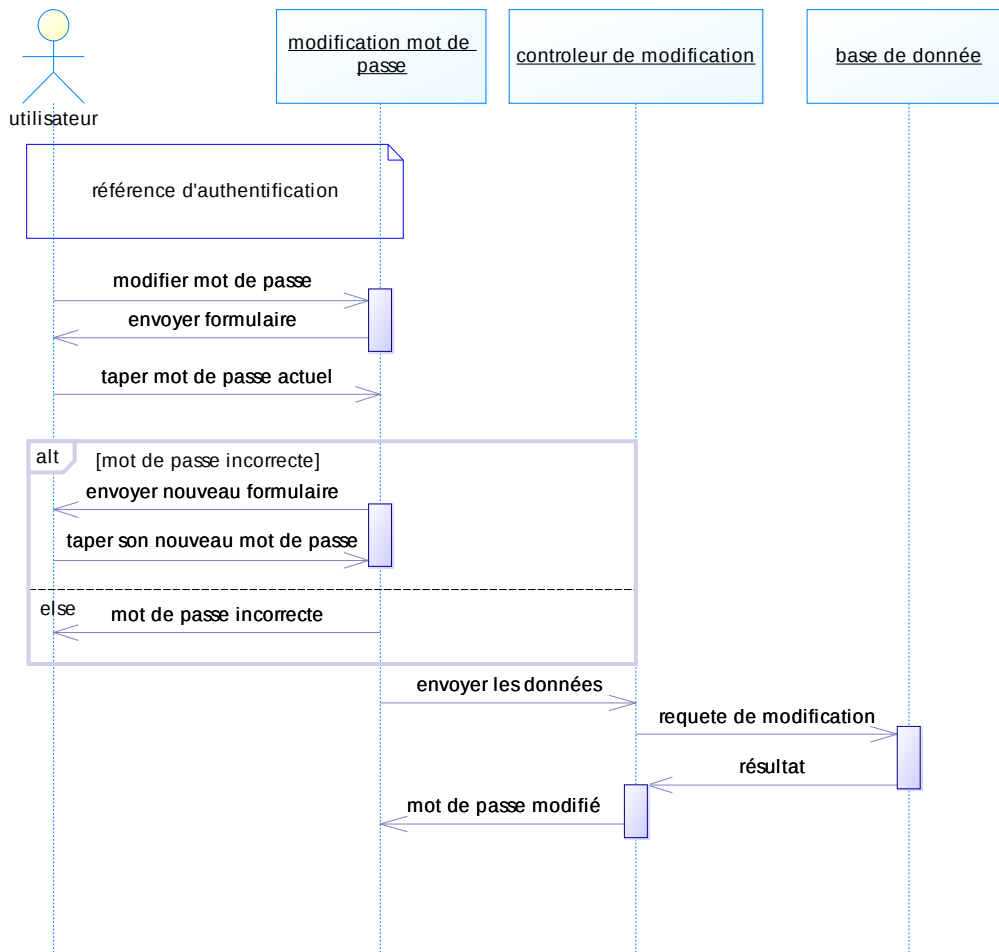 modification mot de
passe
controleur de modification
base de donnée
utilisateur
référence d'authentification
modifier mot de passe
envoyer formulaire
taper mot de passe actuel
alt
[mot de passe incorrecte]
envoyer nouveau formulaire
taper son nouveau mot de passe
else
mot de passe incorrecte
envoyer les données
requete de modification
résultat
mot de passe modifié